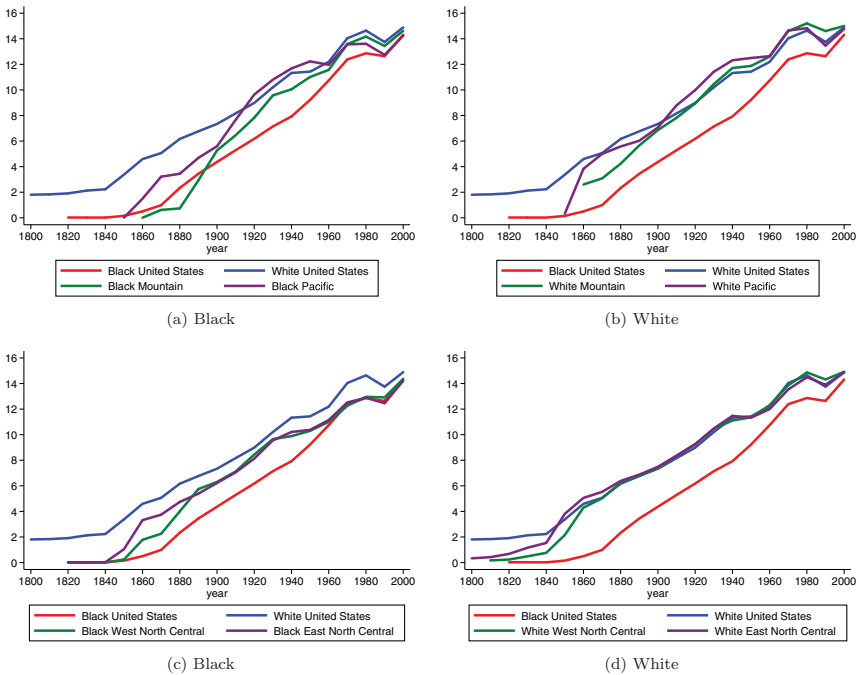 16
14
12
10
8
6
4
2
0
1800 1820 1840 1860 1880 1900 1920 1940 1960 1980 2000
year
Black United States White United States
Black Mountain Black Pacific
(a) Black
16
14
12
10
8
6
4
2
0
1800 1820 1840 1860 1880 1900 1920 1940 1960 1980 2000
year
Black United States White United States
White Mountain White Pacific
(b) White
16
14
12
10
8
6
4
2
0
1800 1820 1840 1860 1880 1900 1920 1940 1960 1980 2000
year
Black United States White United States
Black West North Central Black East North Central
(c) Black
16
14
12
10
8
6
4
2
0
1800 1820 1840 1860 1880 1900 1920 1940 1960 1980 2000
year
Black United States White United States
White West North Central White East North Central
(d) White